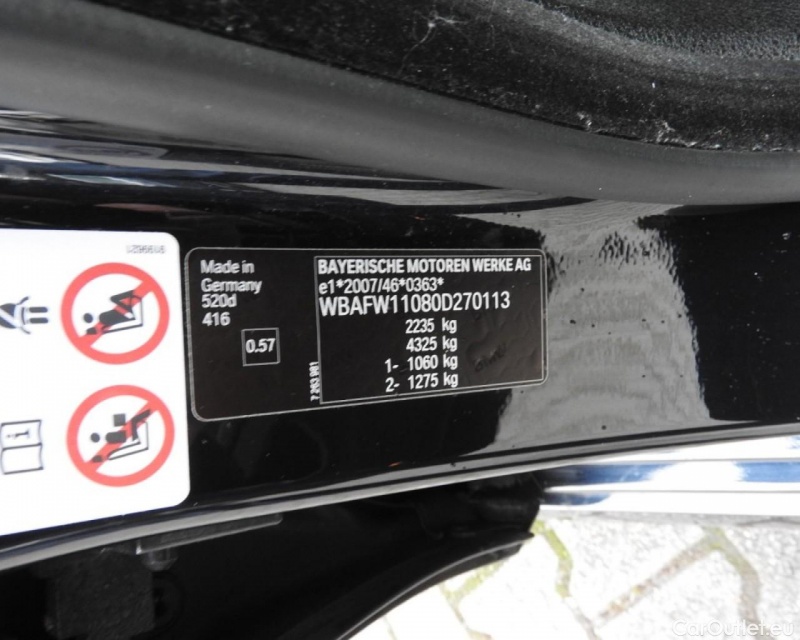 8199621
Made in
Germany
520d
416
0.57
BAYERISCHE MOTOREN WERKE AG
e1*2007/46*0363*
WBAFW11080D270113
2235 kg
4325 kg
1- 1060 kg
2- 1275 kg
CarOutlet.eu